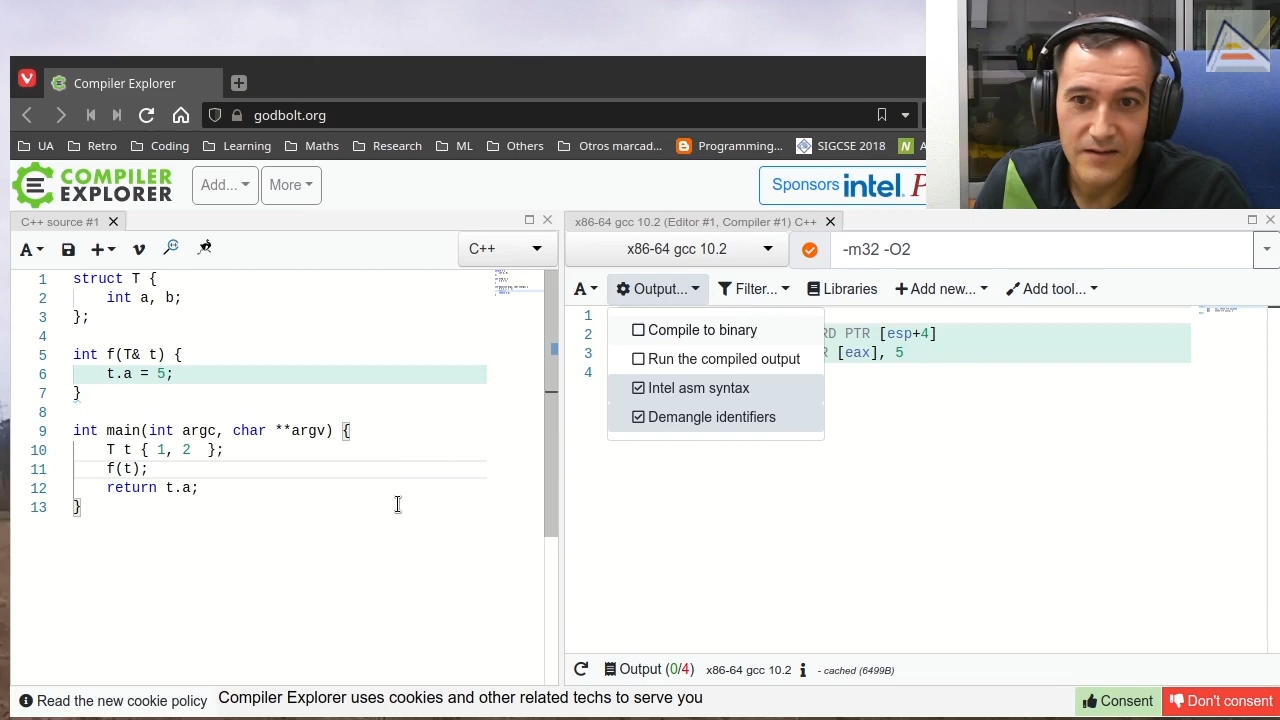 Compiler Explorer
godbolt.org
UA Retro Coding Learning Maths Research ML Others Otros marcad... Programming... SIGCSE 2018
COMPILER
EXPLORER
Add... More
Sponsors intel
C++ source #1
x86-64 gcc 10.2 (Editor #1, Compiler #1) C++
A C++
x86-64 gcc 10.2 -m32 -O2
A Output... Filter... Libraries Add new... Add tool...
1 struct T {
2 int a, b;
3 };
4
5 int f(T& t) {
6 t.a = 5;
7 }
8
9 int main(int argc, char **argv) {
10 T t { 1, 2 };
11 f(t);
12 return t.a;
13 }
1
2 RD PTR [esp+4]
3 [eax], 5
4
Compile to binary
Run the compiled output
Intel asm syntax
Demangle identifiers
Output (0/4) x86-64 gcc 10.2 i - cached (6499B)
Read the new cookie policy Compiler Explorer uses cookies and other related techs to serve you Consent Don't consent